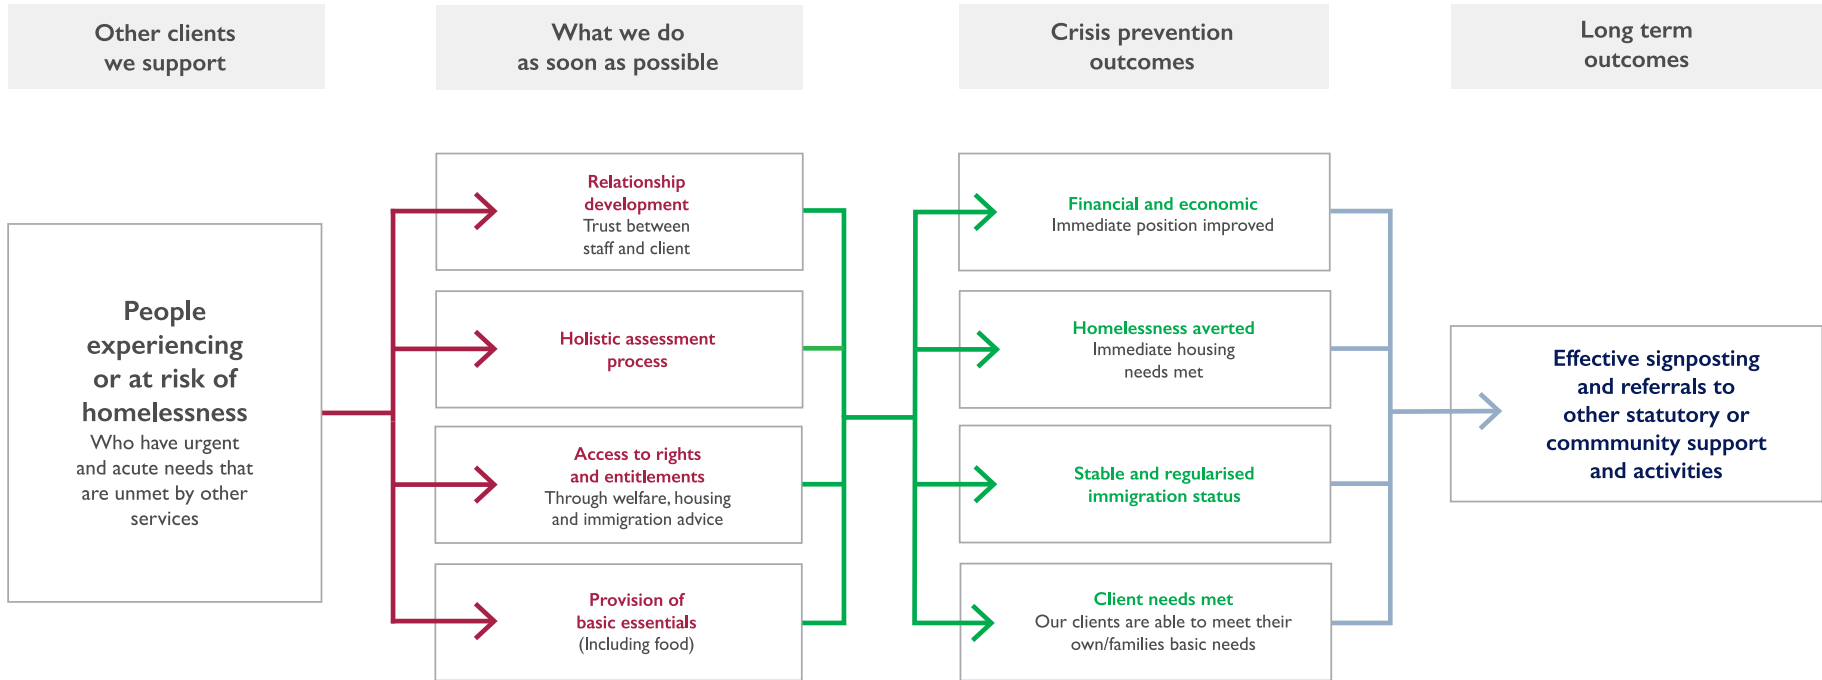 Other clients
we support
What we do
as soon as possible
Crisis prevention
outcomes
Long term
outcomes
People
experiencing
or at risk of
homelessness
Who have urgent
and acute needs that
are unmet by other
services
Relationship
development
Trust between
staff and client
Holistic assessment
process
Access to rights
and entitlements
Through welfare, housing
and immigration advice
Provision of
basic essentials
(Including food)
Financial and economic
Immediate position improved
Homelessness averted
Immediate housing
needs met
Stable and regularised
immigration status
Client needs met
Our clients are able to meet their
own/families basic needs
Effective signposting
and referrals to
other statutory or
commmunity support
and activities